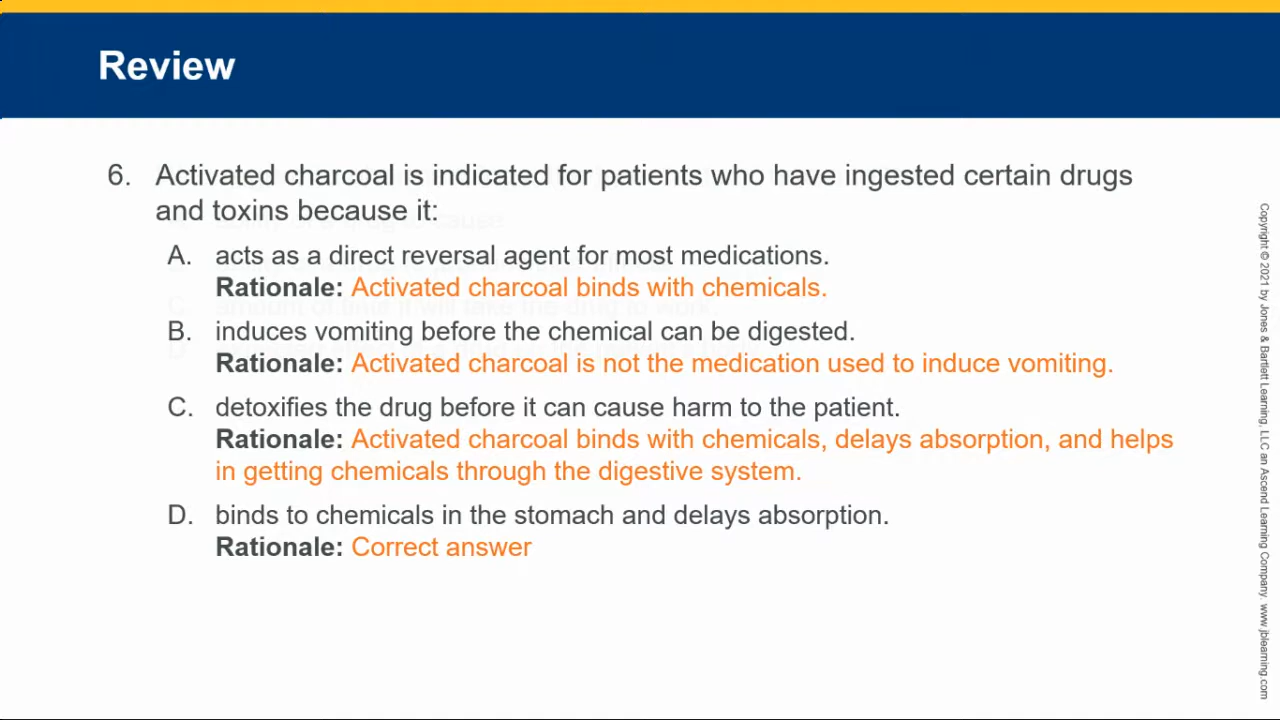 Review
6. Activated charcoal is indicated for patients who have ingested certain drugs
and toxins because it:
A. acts as a direct reversal agent for most medications.
Rationale: Activated charcoal binds with chemicals.
B. induces vomiting before the chemical can be digested.
Rationale: Activated charcoal is not the medication used to induce vomiting.
C. detoxifies the drug before it can cause harm to the patient.
Rationale: Activated charcoal binds with chemicals, delays absorption, and helps
in getting chemicals through the digestive system.
D. binds to chemicals in the stomach and delays absorption.
Rationale: Correct answer
Copyright © 2021 by Jones & Bartlett Learning, LLC an Ascend Learning Company. www.jblearning.com